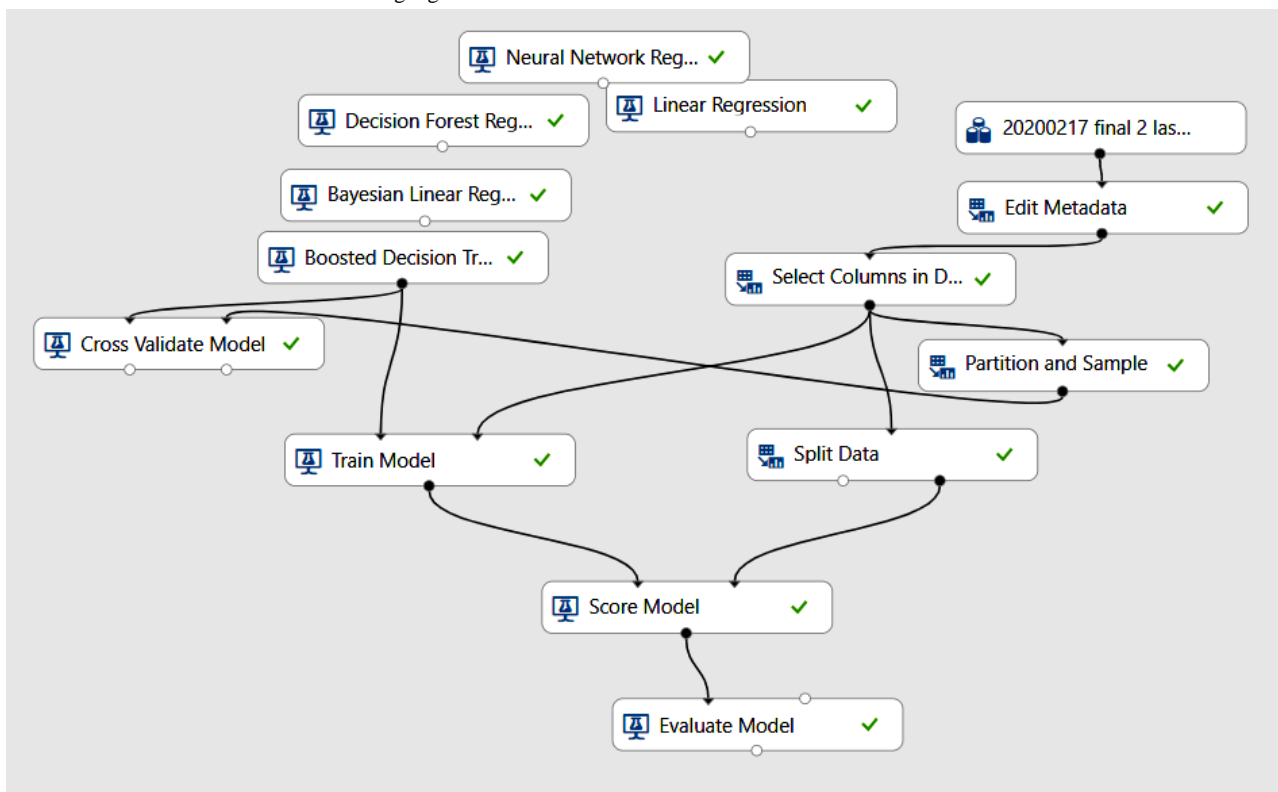 Neural Network Reg...
Linear Regression
Decision Forest Reg...
20200217 final 2 las...
Bayesian Linear Reg...
Edit Metadata
Boosted Decision Tr...
Select Columns in D...
Cross Validate Model
Partition and Sample
Train Model
Split Data
Score Model
Evaluate Model